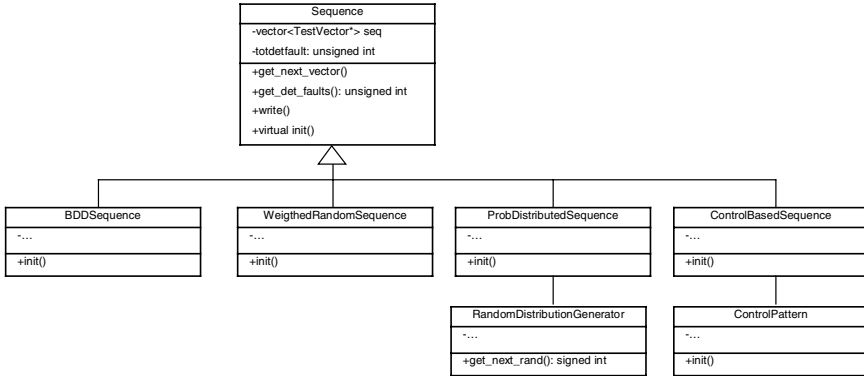 Sequence
-vector<TestVector*> seq
-totdetfault: unsigned int
+get_next_vector()
+get_det_faults(): unsigned int
+write()
+virtual init()
BDDSequence
-...
+init()
WeigthedRandomSequence
-...
+init()
ProbDistributedSequence
-...
+init()
ControlBasedSequence
-...
+init()
RandomDistributionGenerator
-...
+get_next_rand(): signed int
ControlPattern
-...
+init()